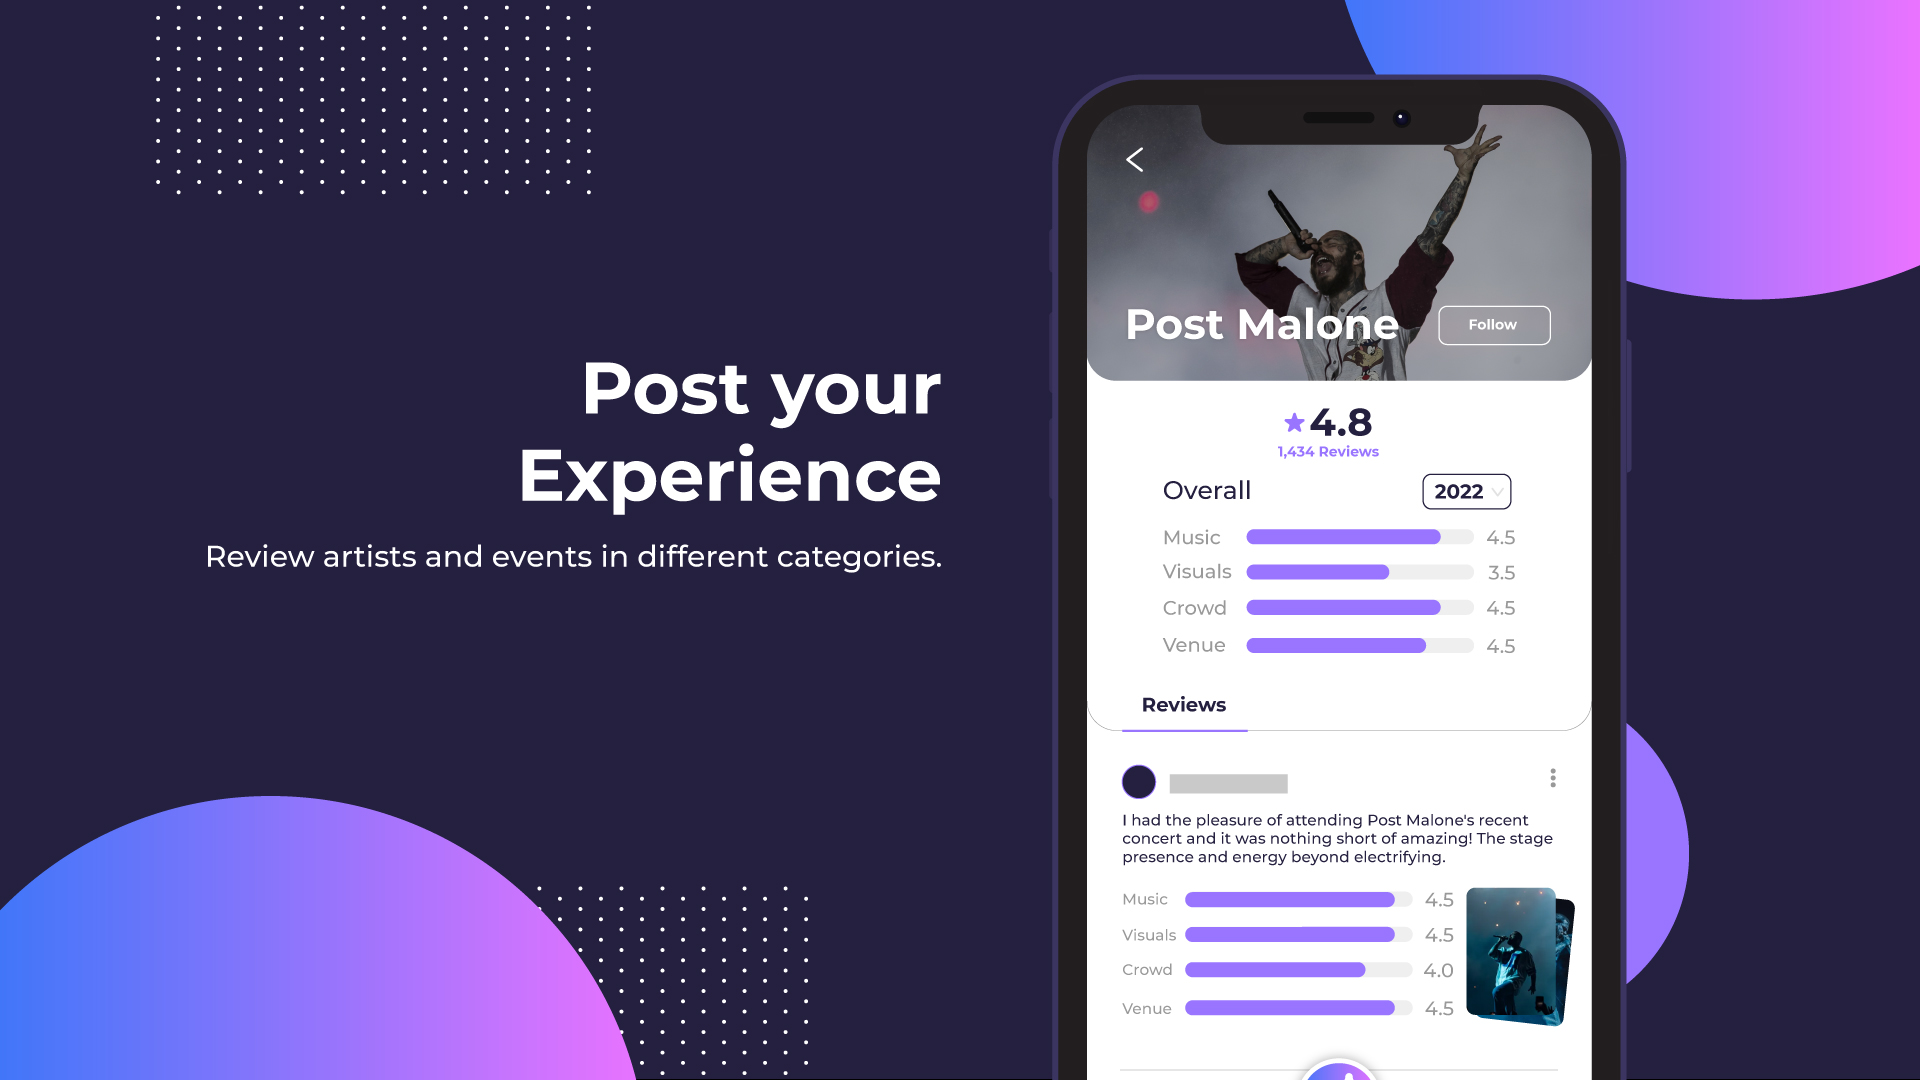 Post your
Experience
Review artists and events in different categories.
Post Malone
Follow
4.8
1,434 Reviews
Overall
2022
Music 4.5
Visuals 3.5
Crowd 4.5
Venue 4.5
Reviews
I had the pleasure of attending Post Malone's recent
concert and it was nothing short of amazing! The stage
presence and energy beyond electrifying.
Music 4.5
Visuals 4.5
Crowd 4.0
Venue 4.5